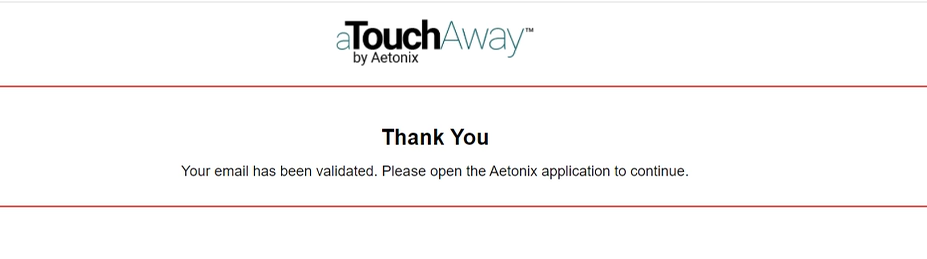 aTouchAway™
by Aetonix
Thank You
Your email has been validated. Please open the Aetonix application to continue.